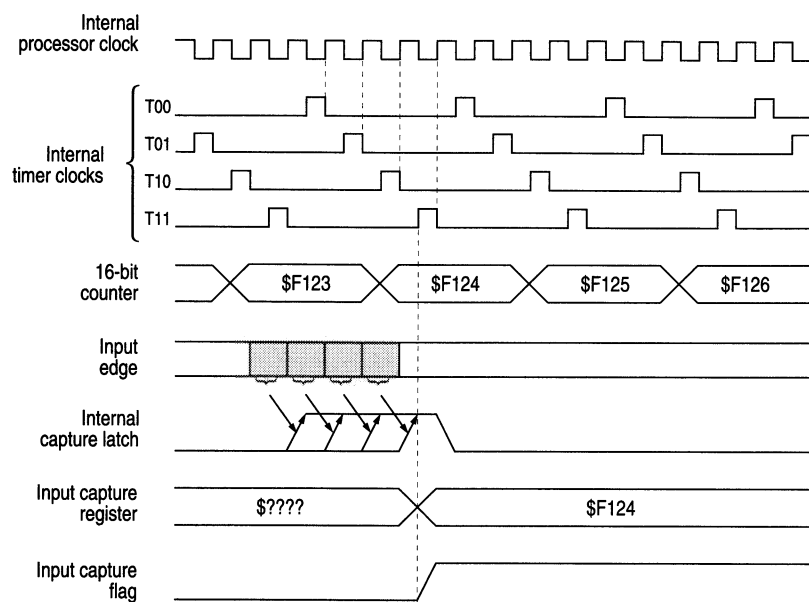 Internal
processor clock
T00
T01
Internal
timer clocks
T10
T11
16-bit
counter
$F123
$F124
$F125
$F126
Input
edge
Internal
capture latch
Input capture
register
$????
$F124
Input capture
flag